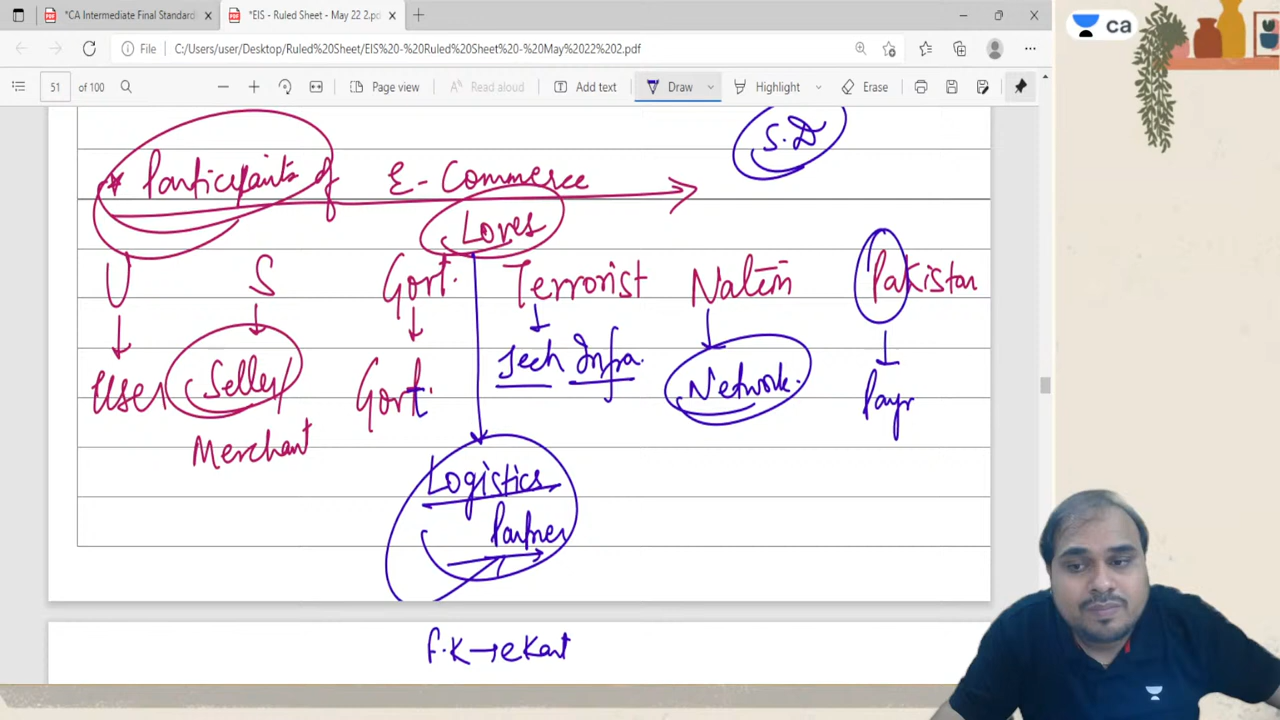 *CA Intermediate Final Standard
*EIS - Ruled Sheet - May 22 2.pd
File C:/Users/user/Desktop/Ruled%20Sheet/EIS%20-%20Ruled%20Sheet%20-%20May%2022%202.pdf
ca
51 of 100
Page view
Read aloud
Add text
Draw
Highlight
Erase
S.D
* Participants of E-Commerce
Loves
U S Govt. Terrorist Nation Pakistan
User Seller/ Govt. Tech Infra. Network. Pay
Merchant
Logistics
Partner
F.K→eKart